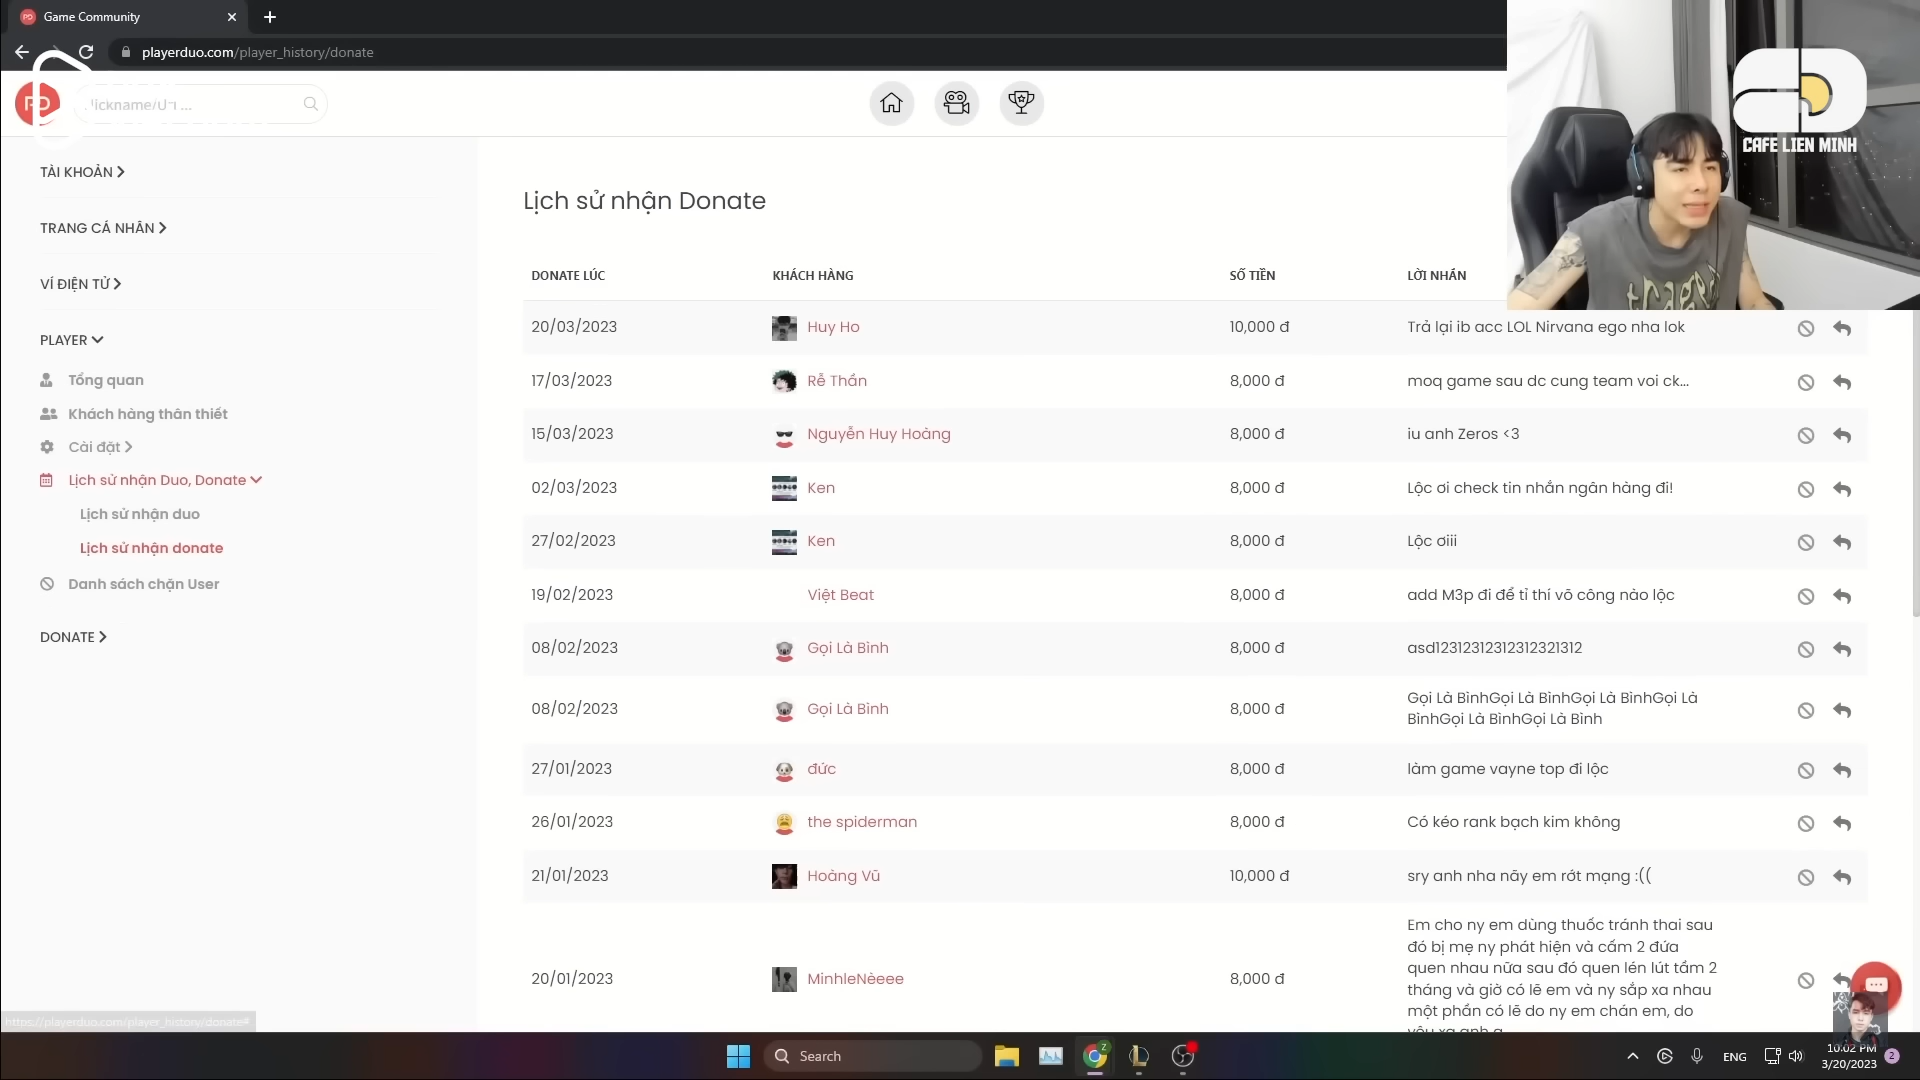 Game Community
playerduo.com/player_history/donate
Nickname/Url ...
CAFE LIEN MINH
TÀI KHOẢN
TRANG CÁ NHÂN
VÍ ĐIỆN TỬ
PLAYER
Tổng quan
Khách hàng thân thiết
Cài đặt
Lịch sử nhận Duo, Donate
Lịch sử nhận duo
Lịch sử nhận donate
Danh sách chặn User
DONATE
Lịch sử nhận Donate
DONATE LÚC KHÁCH HÀNG SỐ TIỀN LỜI NHẮN
20/03/2023 Huy Ho 10,000 đ Trả lại ib acc LOL Nirvana ego nha lok
17/03/2023 Rễ Thần 8,000 đ moq game sau dc cung team voi ck...
15/03/2023 Nguyễn Huy Hoàng 8,000 đ iu anh Zeros <3
02/03/2023 Ken 8,000 đ Lộc ơi check tin nhắn ngân hàng đi!
27/02/2023 Ken 8,000 đ Lộc ơiii
19/02/2023 Việt Beat 8,000 đ add M3p đi để tỉ thí võ công nào lộc
08/02/2023 Gọi Là Bình 8,000 đ asd12312312312312321312
08/02/2023 Gọi Là Bình 8,000 đ Gọi Là BìnhGọi Là BìnhGọi Là BìnhGọi Là
BìnhGọi Là BìnhGọi Là Bình
27/01/2023 đức 8,000 đ làm game vayne top đi lộc
26/01/2023 the spiderman 8,000 đ Có kéo rank bạch kim không
21/01/2023 Hoàng Vũ 10,000 đ sry anh nha nãy em rớt mạng :((
20/01/2023 MinhleNèeee 8,000 đ Em cho ny em dùng thuốc tránh thai sau
đó bị mẹ ny phát hiện và cấm 2 đứa
quen nhau nữa sau đó quen lén lút tầm 2
tháng và giờ có lẽ em và ny sắp xa nhau
một phần có lẽ do ny em chán em, do
yêu xa anh ạ
https://playerduo.com/player_history/donate#
Search
ENG
10:02 PM
3/20/2023
2